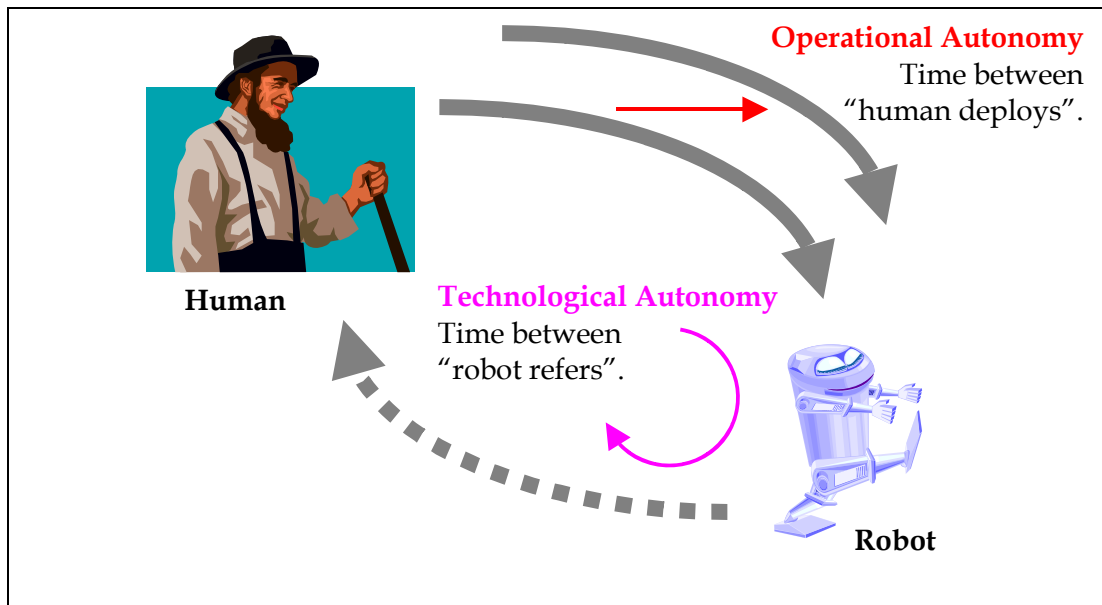 Operational Autonomy
Time between
“human deploys”.
Human
Technological Autonomy
Time between
“robot refers”.
Robot